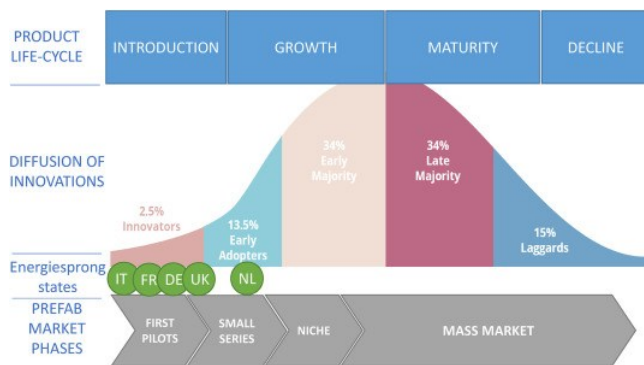 PRODUCT
LIFE-CYCLE
INTRODUCTION
GROWTH
MATURITY
DECLINE
DIFFUSION OF
INNOVATIONS
2.5%
Innovators
13.5%
Early
Adopters
34%
Early
Majority
34%
Late
Majority
15%
Laggards
Energiesprong
states
IT
FR
DE
UK
NL
PREFAB
MARKET
PHASES
FIRST
PILOTS
SMALL
SERIES
NICHE
MASS MARKET